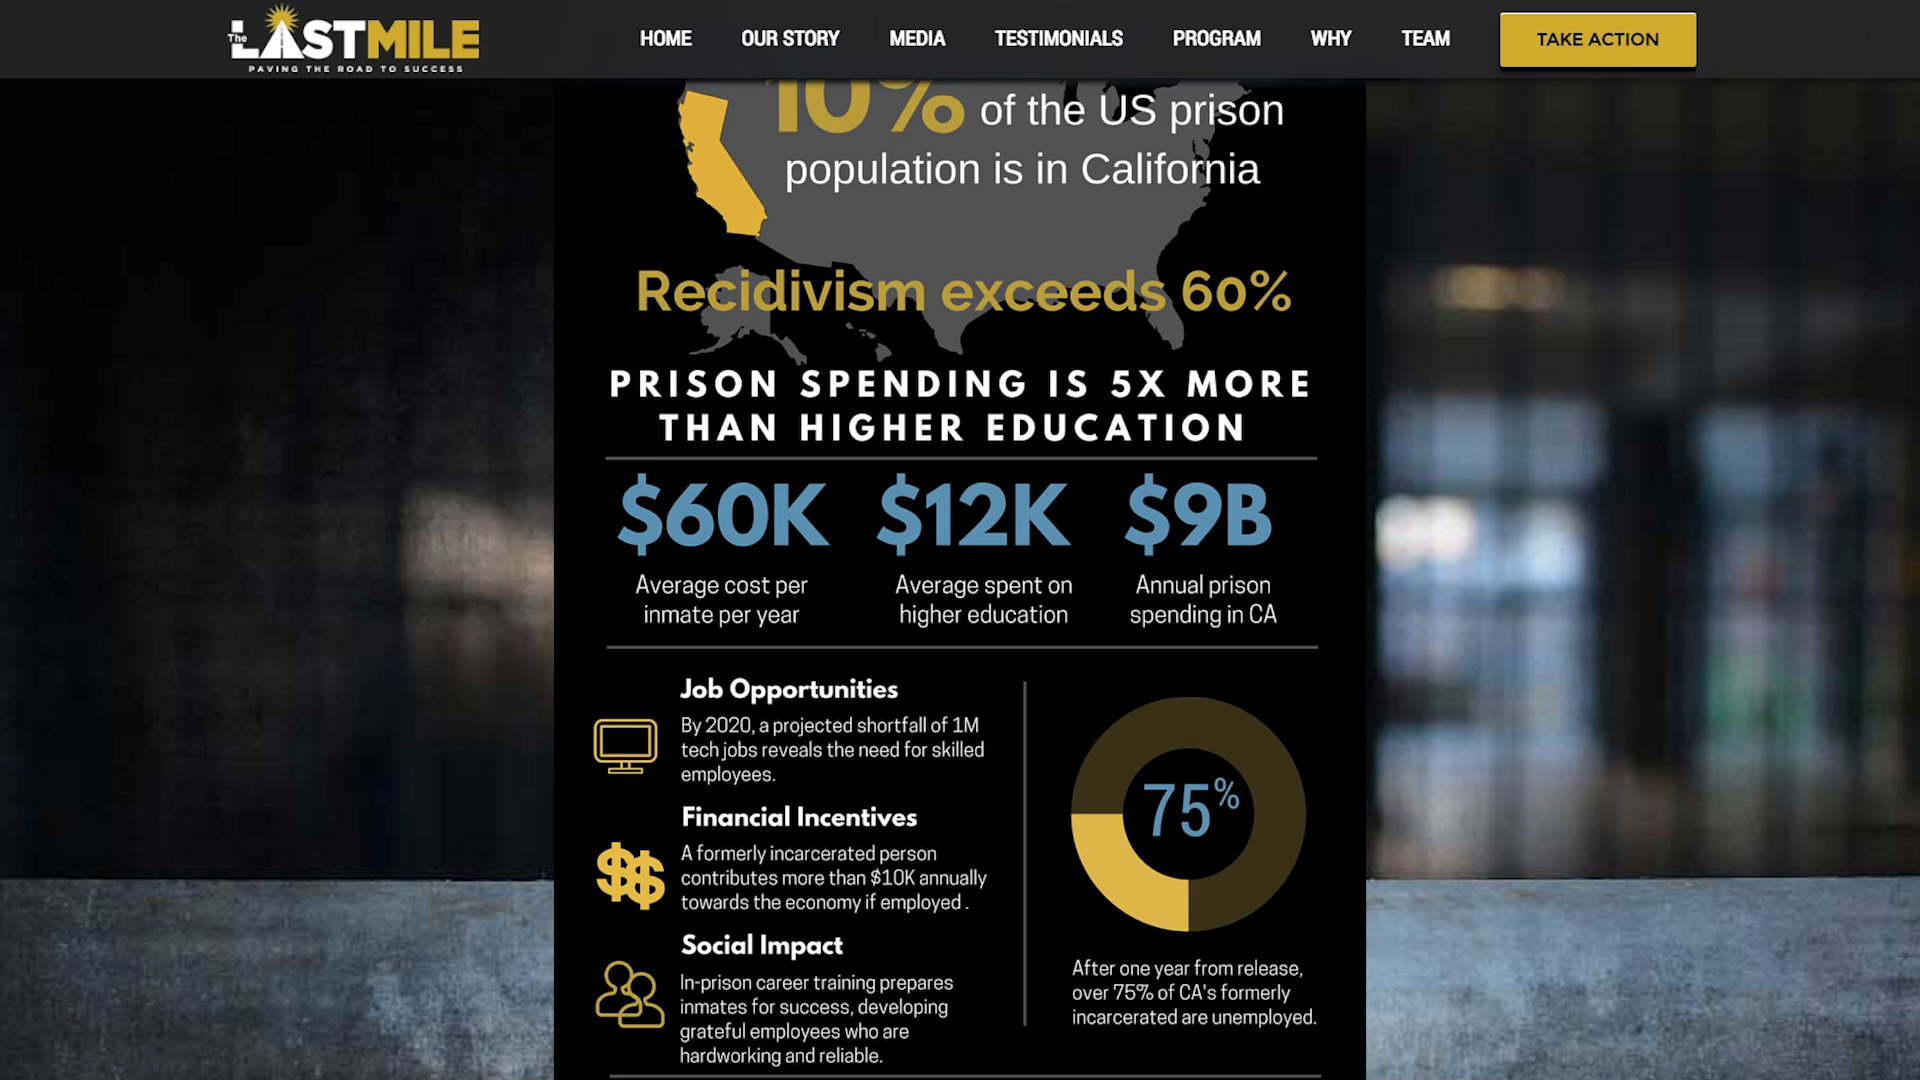 The LASTMILE
PAVING THE ROAD TO SUCCESS
HOME OUR STORY MEDIA TESTIMONIALS PROGRAM WHY TEAM TAKE ACTION
10% of the US prison
population is in California
Recidivism exceeds 60%
PRISON SPENDING IS 5X MORE
THAN HIGHER EDUCATION
$60K $12K $9B
Average cost per
inmate per year
Average spent on
higher education
Annual prison
spending in CA
Job Opportunities
By 2020, a projected shortfall of 1M
tech jobs reveals the need for skilled
employees.
Financial Incentives
A formerly incarcerated person
contributes more than $10K annually
towards the economy if employed .
Social Impact
In-prison career training prepares
inmates for success, developing
grateful employees who are
hardworking and reliable.
75%
After one year from release,
over 75% of CA's formerly
incarcerated are unemployed.